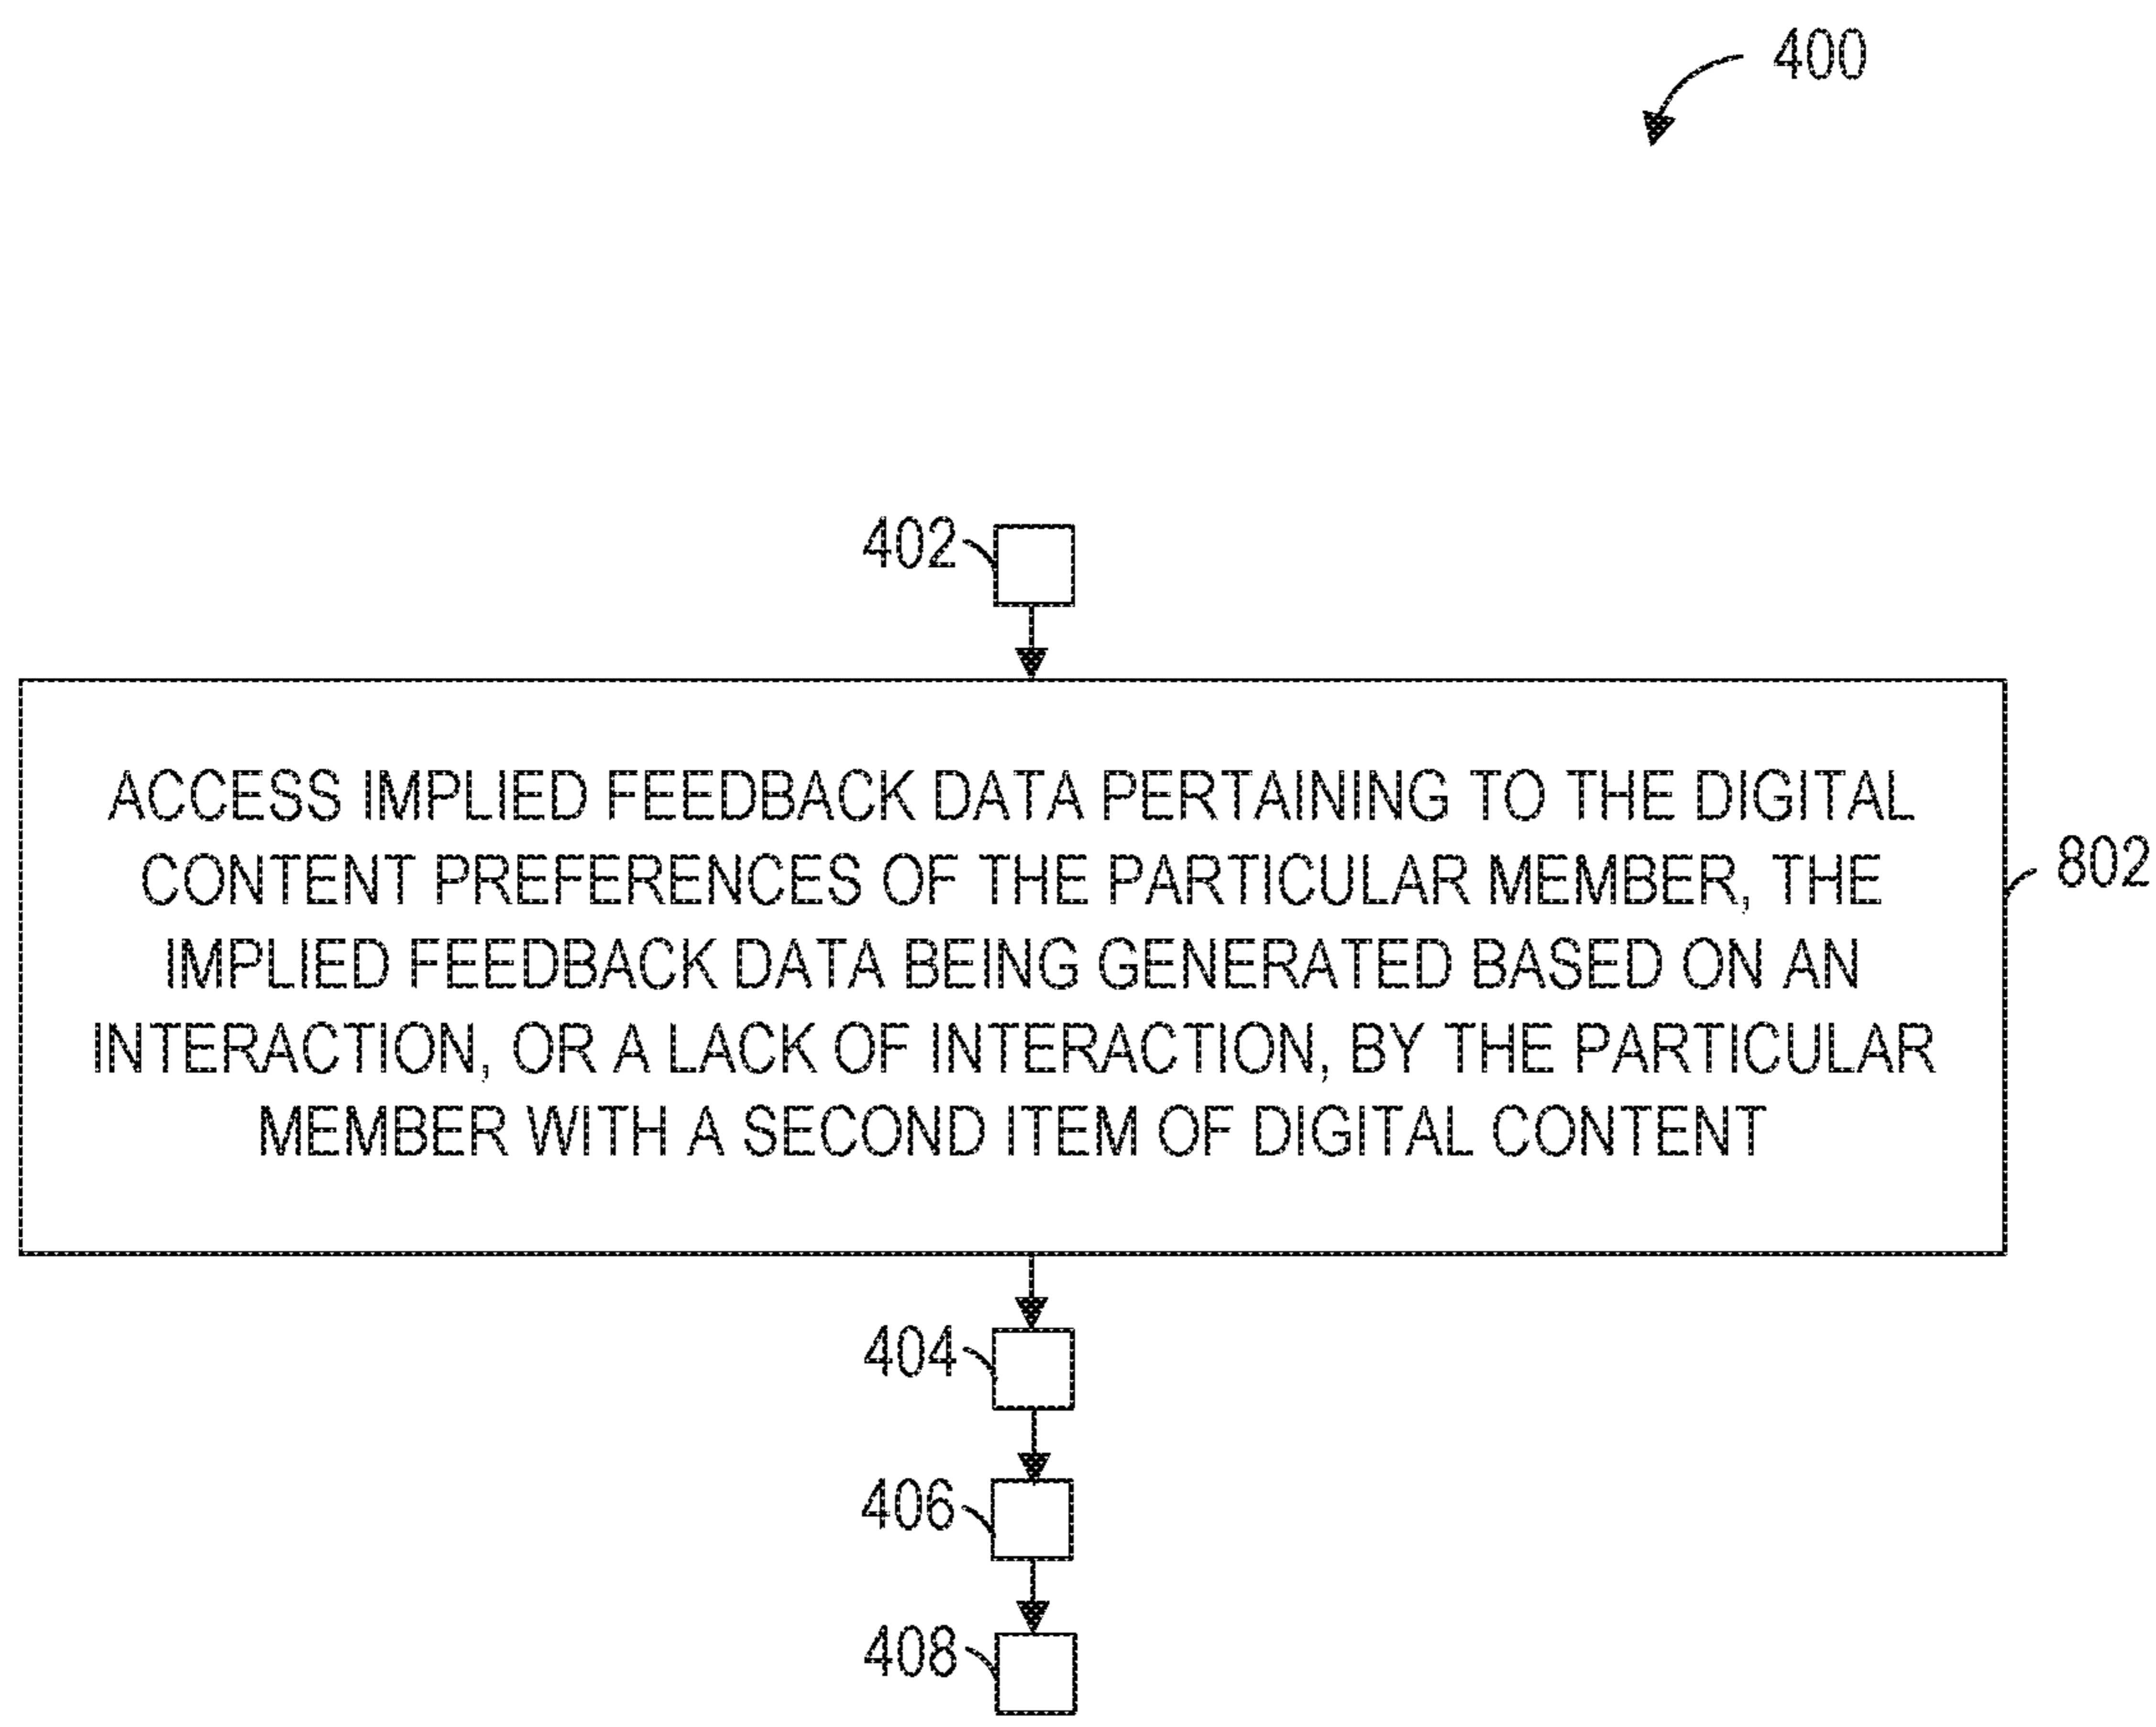 400
402
ACCESS IMPLIED FEEDBACK DATA PERTAINING TO THE DIGITAL
CONTENT PREFERENCES OF THE PARTICULAR MEMBER, THE
IMPLIED FEEDBACK DATA BEING GENERATED BASED ON AN
INTERACTION, OR A LACK OF INTERACTION, BY THE PARTICULAR
MEMBER WITH A SECOND ITEM OF DIGITAL CONTENT
802
404
406
408